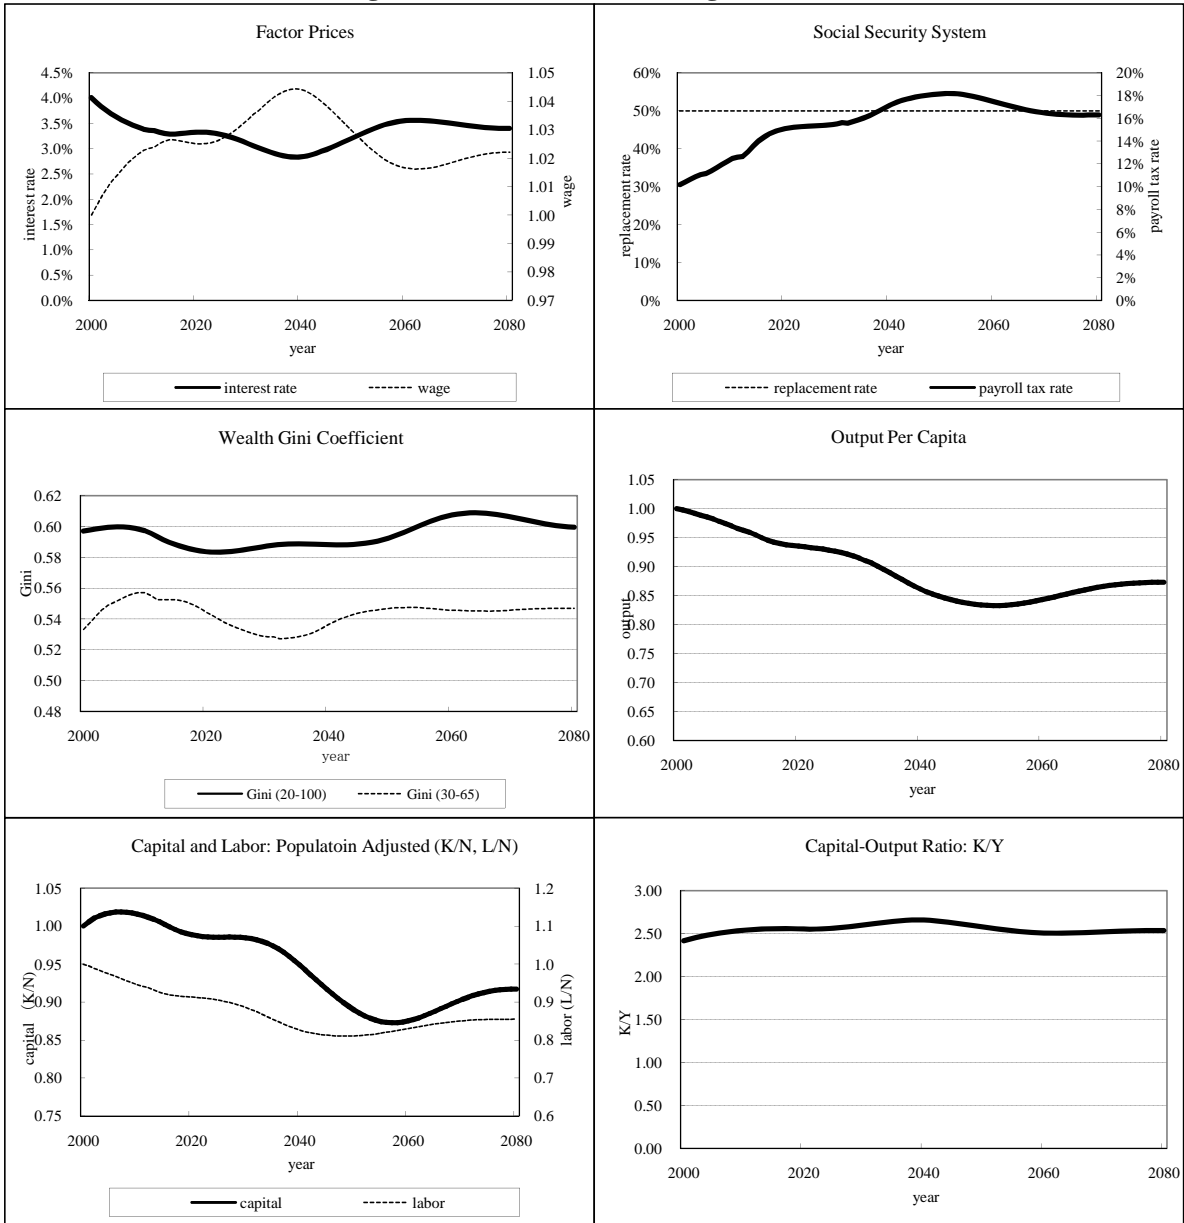 Factor Prices
4.5%
4.0%
3.5%
3.0%
2.5%
2.0%
1.5%
1.0%
0.5%
0.0%
interest rate
1.05
1.04
1.03
1.02
1.01
1.00
0.99
0.98
0.97
wage
2000 2020 2040 2060 2080
year
interest rate wage
Social Security System
60%
50%
40%
30%
20%
10%
0%
replacement rate
20%
18%
16%
14%
12%
10%
8%
6%
4%
2%
0%
payroll tax rate
2000 2020 2040 2060 2080
year
replacement rate payroll tax rate
Wealth Gini Coefficient
0.62
0.60
0.58
0.56
0.54
0.52
0.50
0.48
Gini
2000 2020 2040 2060 2080
year
Gini (20-100) Gini (30-65)
Output Per Capita
1.05
1.00
0.95
0.90
0.85
0.80
0.75
0.70
0.65
0.60
output
2000 2020 2040 2060 2080
year
Capital and Labor: Populatoin Adjusted (K/N, L/N)
1.05
1.00
0.95
0.90
0.85
0.80
0.75
capital (K/N)
1.2
1.1
1.0
0.9
0.8
0.7
0.6
labor (L/N)
2000 2020 2040 2060 2080
year
capital labor
Capital-Output Ratio: K/Y
3.00
2.50
2.00
1.50
1.00
0.50
0.00
K/Y
2000 2020 2040 2060 2080
year